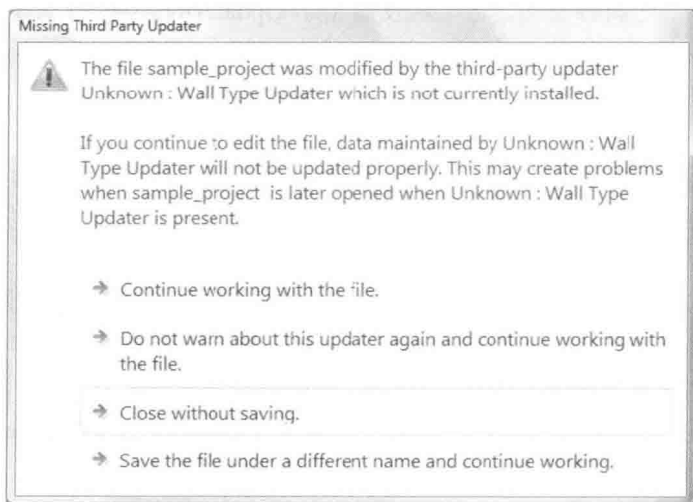 Missing Third Party Updater
The file sample_project was modified by the third-party updater
Unknown : Wall Type Updater which is not currently installed.
If you continue to edit the file, data maintained by Unknown : Wall
Type Updater will not be updated properly. This may create problems
when sample_project is later opened when Unknown : Wall Type
Updater is present.
Continue working with the file.
Do not warn about this updater again and continue working with
the file.
Close without saving.
Save the file under a different name and continue working.